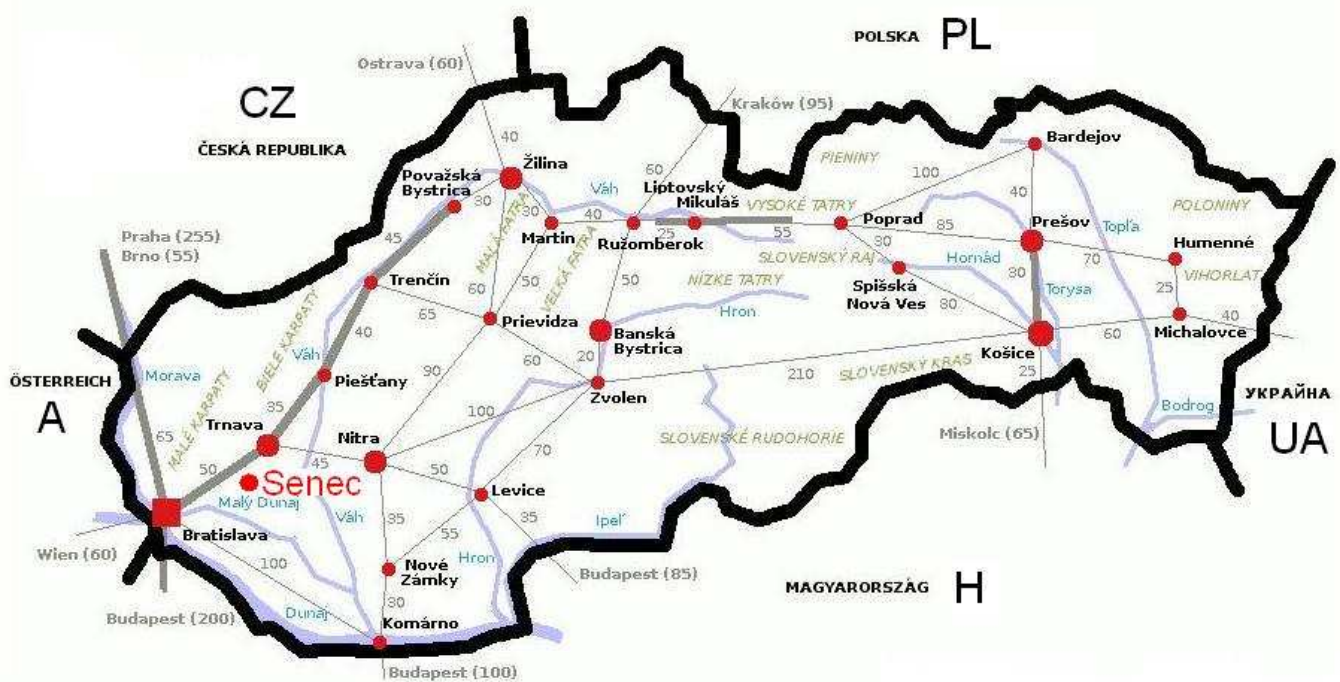 POLSKA PL
Ostrava (60)
CZ
Kraków (95)
ČESKÁ REPUBLIKA
40
Žilina
Bardejov
PIENINY
100
Považská
Bystrica
30
30
Váh
60
Liptovský
Mikuláš
VYSOKÉ TATRY
40
MALÁ FATRA
Martin
40
Ružomberok
25
55
Poprad
85
Prešov
POLONINY
Topľa
Praha (255)
Brno (55)
45
Trenčín
VEĽKÁ FATRA
50
50
60
NÍZKE TATRY
SLOVENSKÝ RAJ
30
Spišská
Nová Ves
Hornád
30
70
Humenné
VIHORLAT
25
Torysa
BIELE KARPATY
40
65
Prievidza
Hron
80
Košice
60
Michalovce
40
Banská
Bystrica
20
60
Zvolen
210
SLOVENSKÝ KRAS
25
ÖSTERREICH
A
Morava
MALÉ KARPATY
Váh
Piešťany
35
90
100
УКРАЙНА
UA
Bodrog
Miskolc (65)
SLOVENSKÉ RUDOHORIE
65
Trnava
50
45
Nitra
50
70
Senec
Levice
Malý Dunaj
Váh
35
55
35
Ipeľ
Hron
Bratislava
Wien (60)
100
Nové
Zámky
30
Budapest (85)
MAGYARORSZÁG H
Budapest (200)
Dunaj
Komárno
Budapest (100)